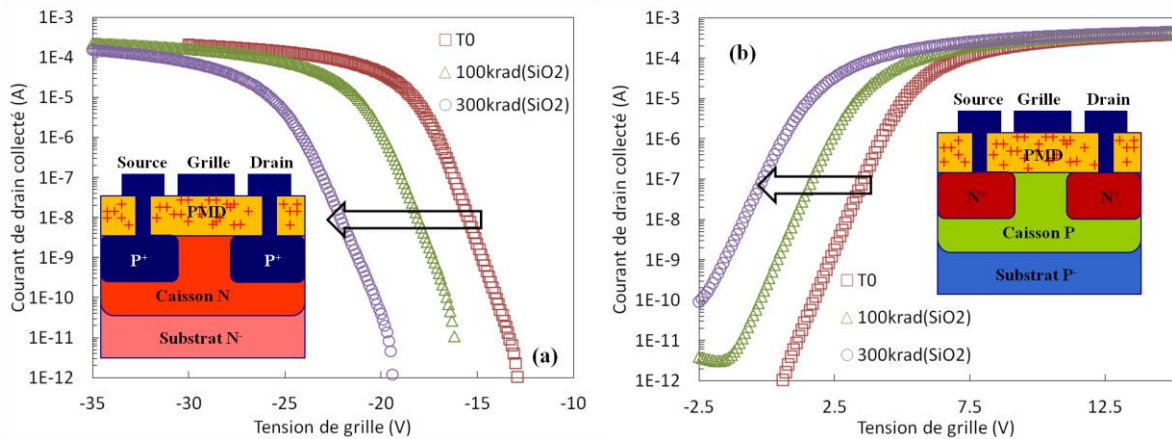 Courant de drain collecté (A)
1E-3
1E-4
1E-5
1E-6
1E-7
1E-8
1E-9
1E-10
1E-11
1E-12
T0
100krad(SiO2)
300krad(SiO2)
Source Grille Drain
PMD
P+ P+
Caisson N
Substrat N-
(a)
-35 -30 -25 -20 -15 -10
Tension de grille (V)
Courant de drain collecté (A)
1E-3
1E-4
1E-5
1E-6
1E-7
1E-8
1E-9
1E-10
1E-11
1E-12
(b)
Source Grille Drain
PMD
N+ N+
Caisson P
Substrat P-
T0
100krad(SiO2)
300krad(SiO2)
-2.5 2.5 7.5 12.5
Tension de grille (V)